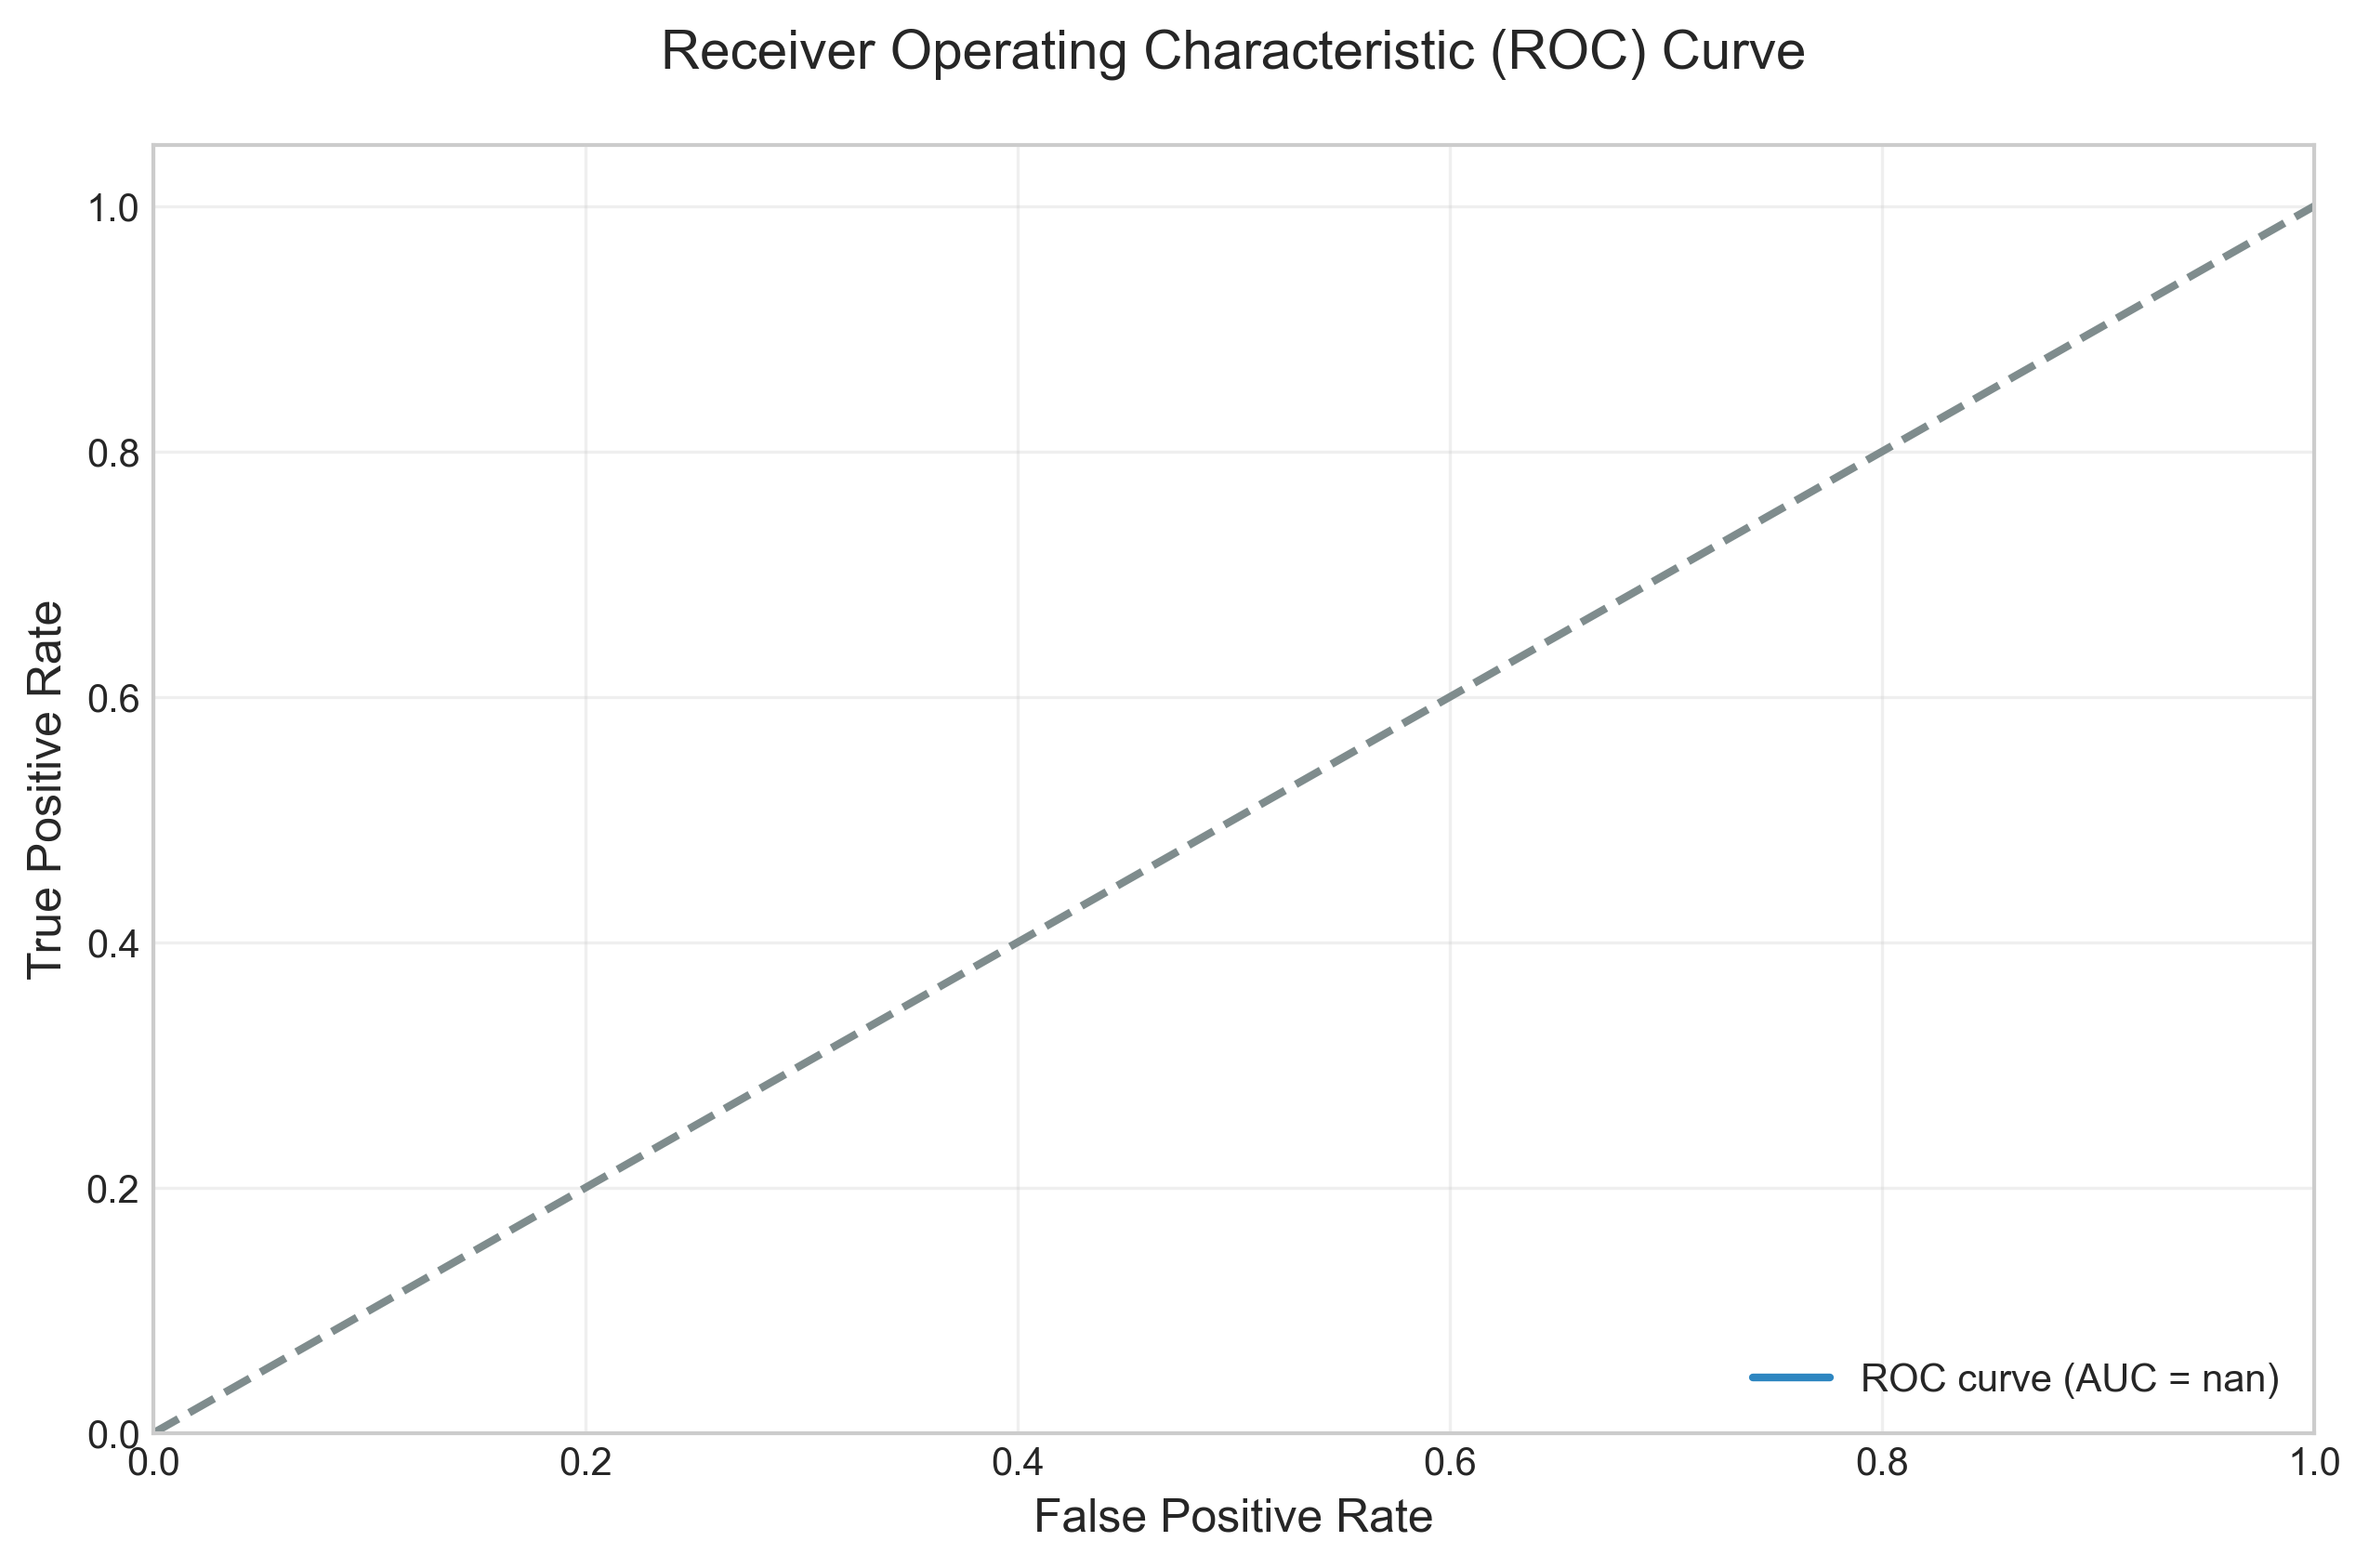 Receiver Operating Characteristic (ROC) Curve
1.0
0.8
0.6
0.4
0.2
0.0
True Positive Rate
ROC curve (AUC = nan)
0.0 0.2 0.4 0.6 0.8 1.0
False Positive Rate